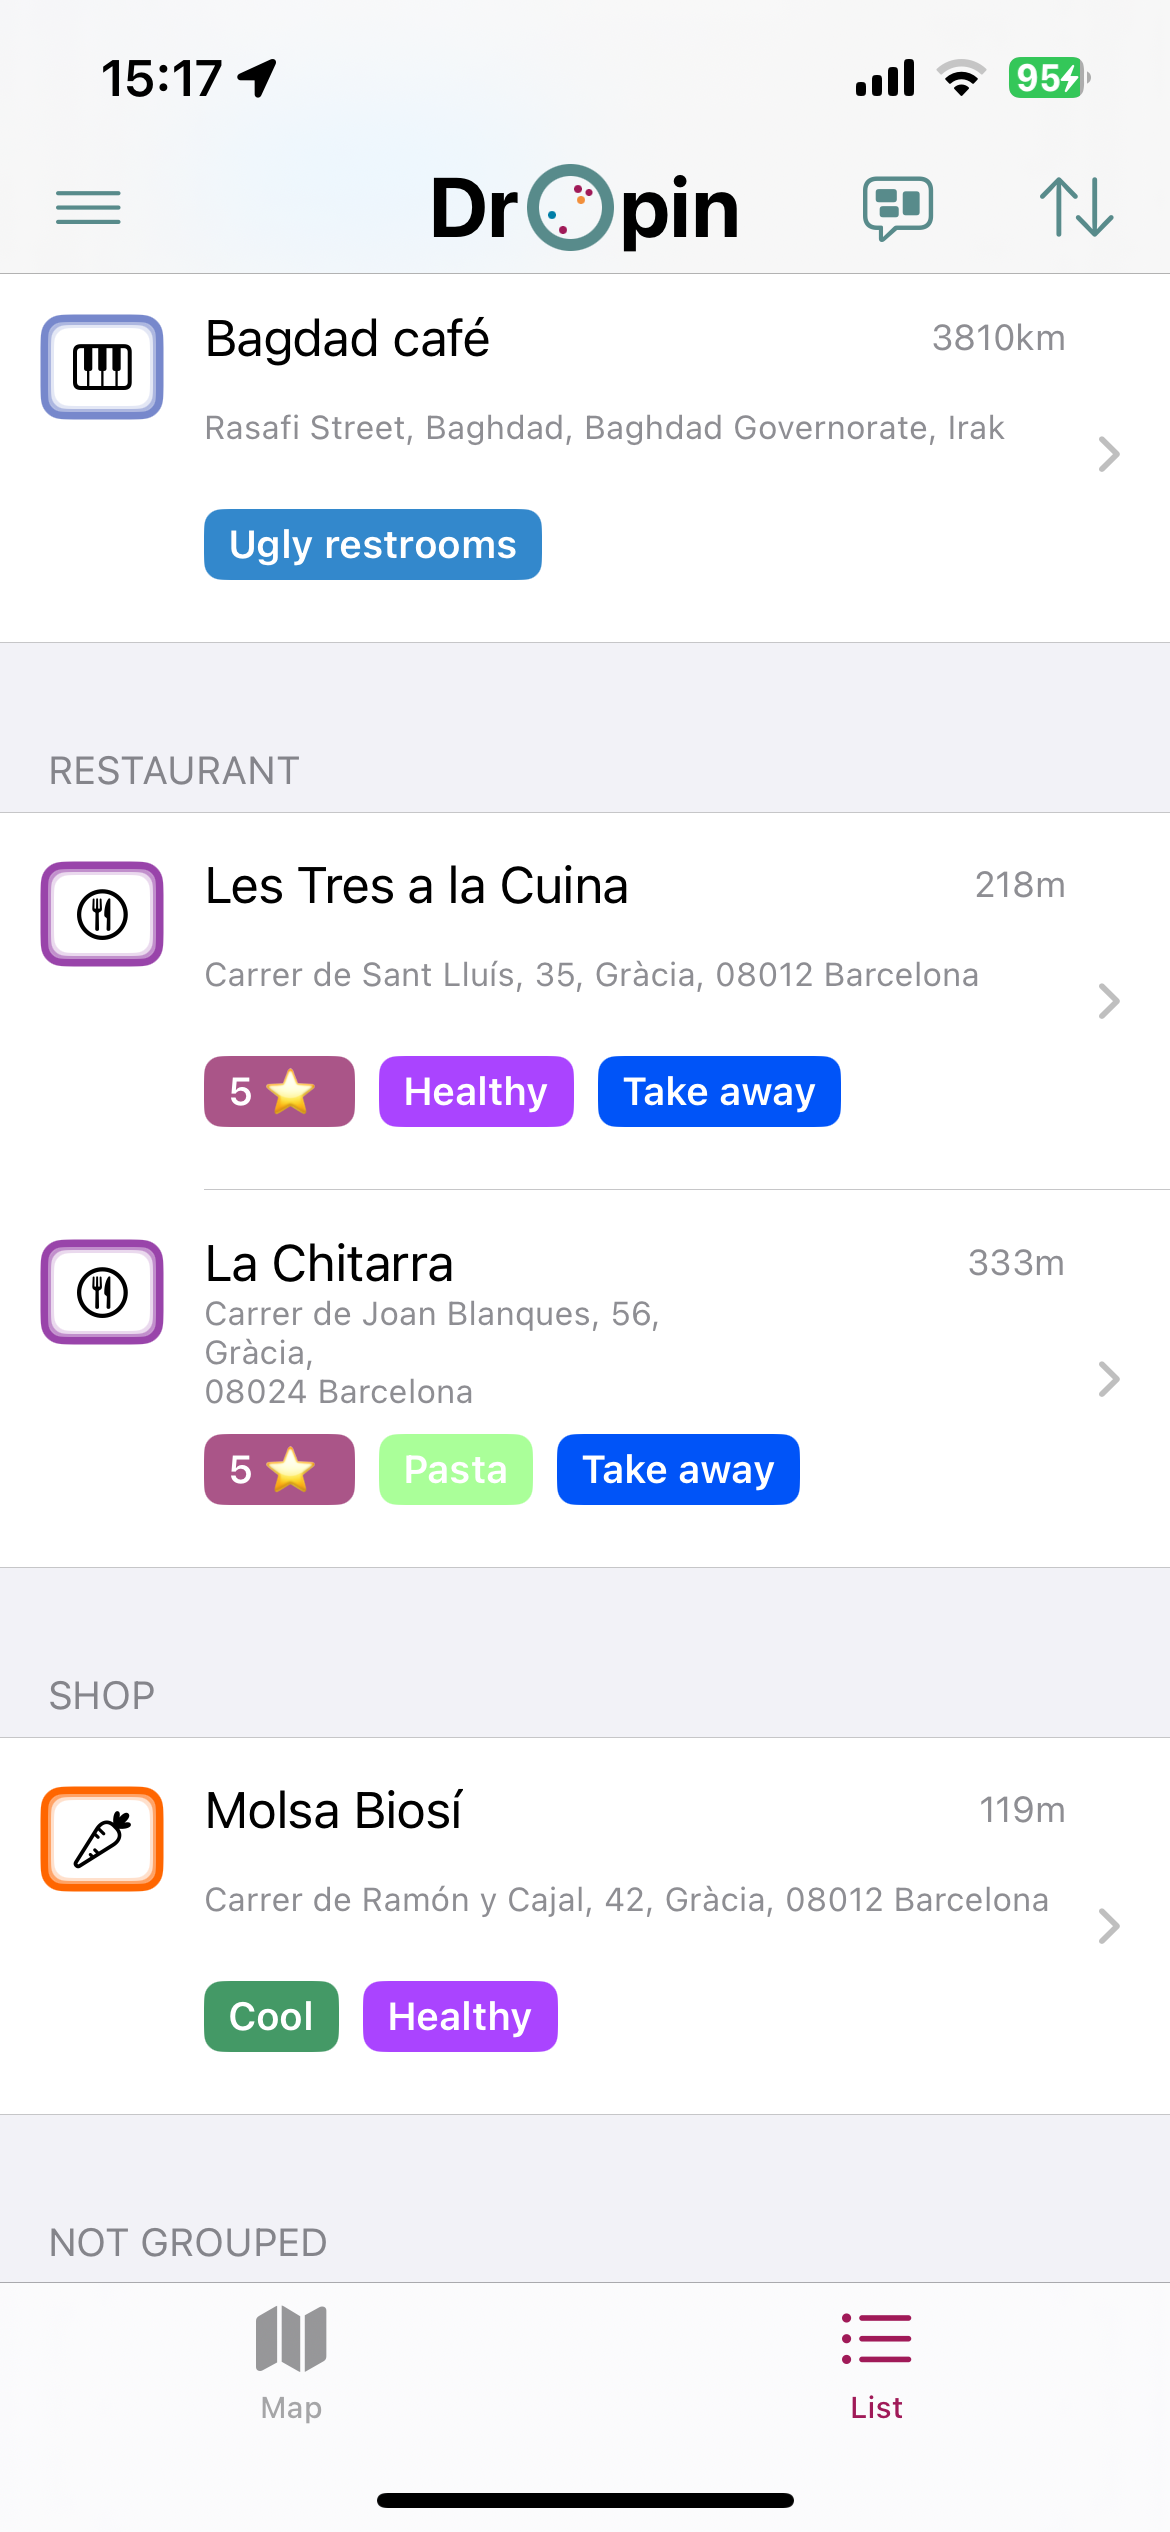 15:17
95
Dropin
Bagdad café
3810km
Rasafi Street, Baghdad, Baghdad Governorate, Irak
Ugly restrooms
RESTAURANT
Les Tres a la Cuina
218m
Carrer de Sant Lluís, 35, Gràcia, 08012 Barcelona
5 ⭐ Healthy Take away
La Chitarra
333m
Carrer de Joan Blanques, 56,
Gràcia,
08024 Barcelona
5 ⭐ Pasta Take away
SHOP
Molsa Biosí
119m
Carrer de Ramón y Cajal, 42, Gràcia, 08012 Barcelona
Cool Healthy
NOT GROUPED
Map List